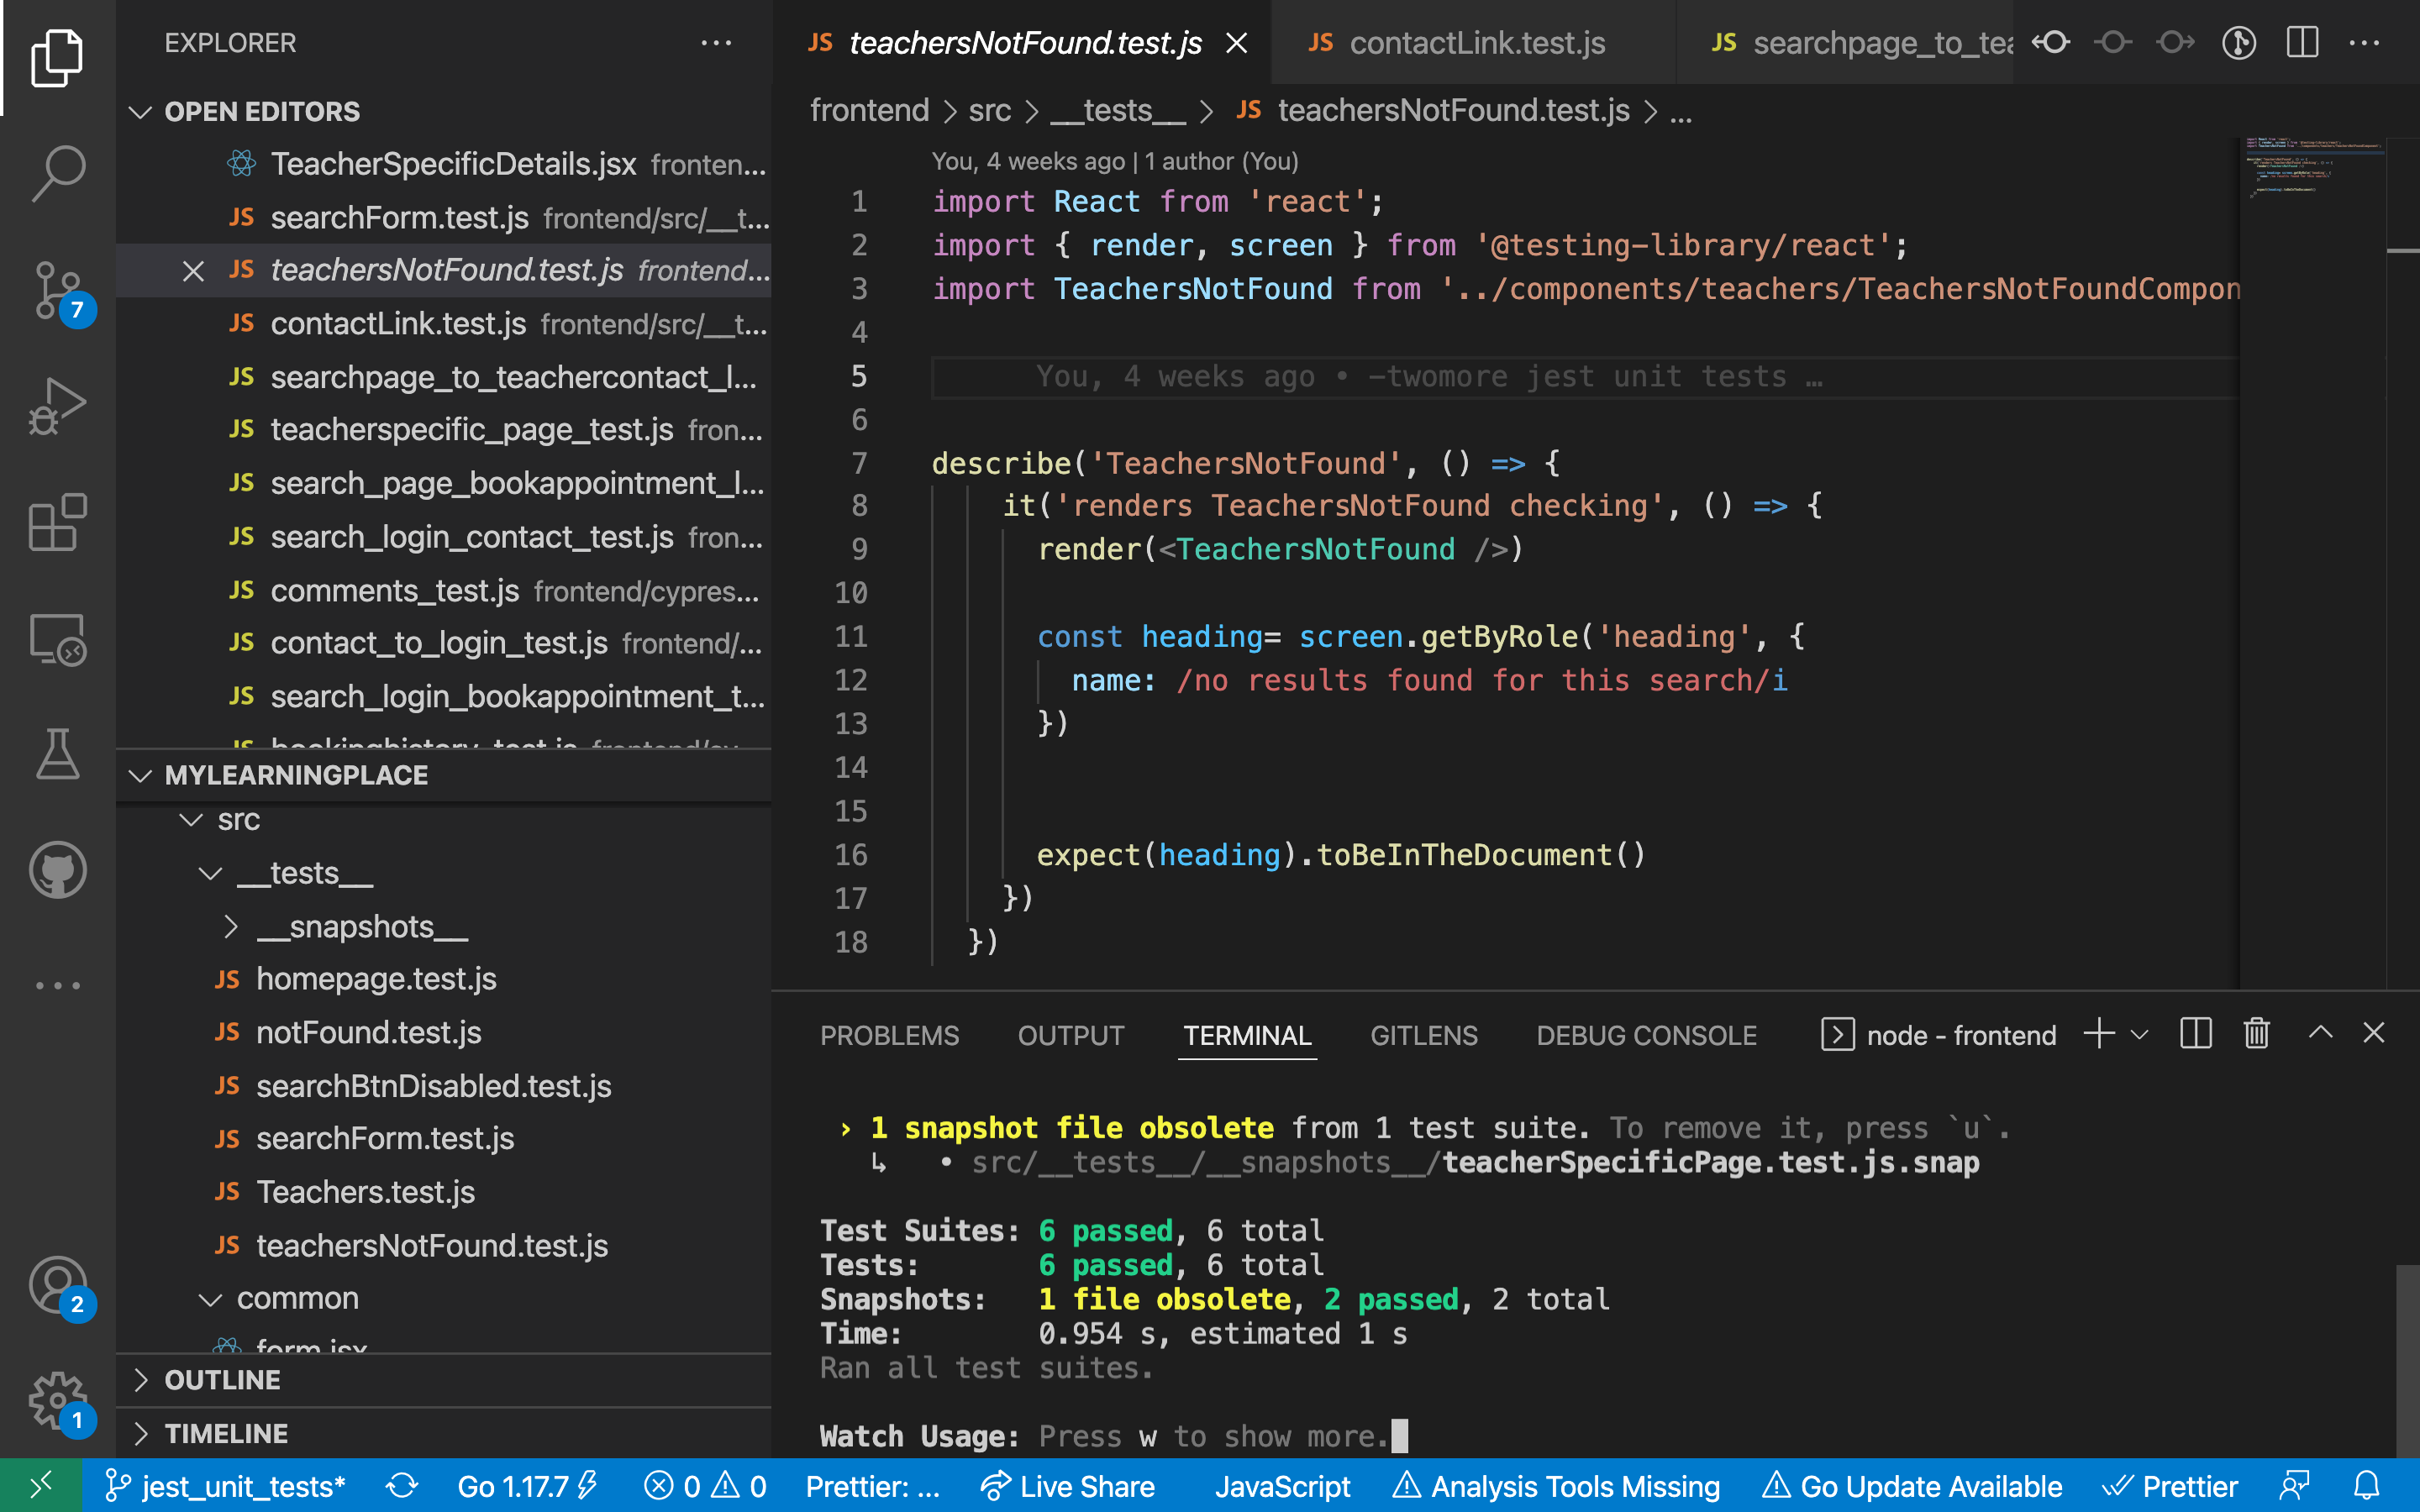 EXPLORER
OPEN EDITORS
TeacherSpecificDetails.jsx fronten...
JS searchForm.test.js frontend/src/__t...
JS teachersNotFound.test.js frontend...
JS contactLink.test.js frontend/src/__t...
JS searchpage_to_teachercontact_l...
JS teacherspecific_page_test.js fron...
JS search_page_bookappointment_l...
JS search_login_contact_test.js fron...
JS comments_test.js frontend/cypres...
JS contact_to_login_test.js frontend/...
JS search_login_bookappointment_t...
MYLEARNINGPLACE
src
__tests__
__snapshots__
JS homepage.test.js
JS notFound.test.js
JS searchBtnDisabled.test.js
JS searchForm.test.js
JS Teachers.test.js
JS teachersNotFound.test.js
common
form.jsx
OUTLINE
TIMELINE
7
2
1
JS teachersNotFound.test.js
JS contactLink.test.js
JS searchpage_to_tea
frontend > src > __tests__ > JS teachersNotFound.test.js > ...
You, 4 weeks ago | 1 author (You)
1 import React from 'react';
2 import { render, screen } from '@testing-library/react';
3 import TeachersNotFound from '../components/teachers/TeachersNotFoundCompon
4
5 You, 4 weeks ago • -twomore jest unit tests …
6
7 describe('TeachersNotFound', () => {
8 it('renders TeachersNotFound checking', () => {
9 render(<TeachersNotFound />)
10
11 const heading= screen.getByRole('heading', {
12 name: /no results found for this search/i
13 })
14
15
16 expect(heading).toBeInTheDocument()
17 })
18 })
PROBLEMS OUTPUT TERMINAL GITLENS DEBUG CONSOLE node - frontend
› 1 snapshot file obsolete from 1 test suite. To remove it, press `u`.
↳ • src/__tests__/__snapshots__/teacherSpecificPage.test.js.snap
Test Suites: 6 passed, 6 total
Tests: 6 passed, 6 total
Snapshots: 1 file obsolete, 2 passed, 2 total
Time: 0.954 s, estimated 1 s
Ran all test suites.
Watch Usage: Press w to show more.
jest_unit_tests* Go 1.17.7 0 0 Prettier: ... Live Share JavaScript Analysis Tools Missing Go Update Available Prettier